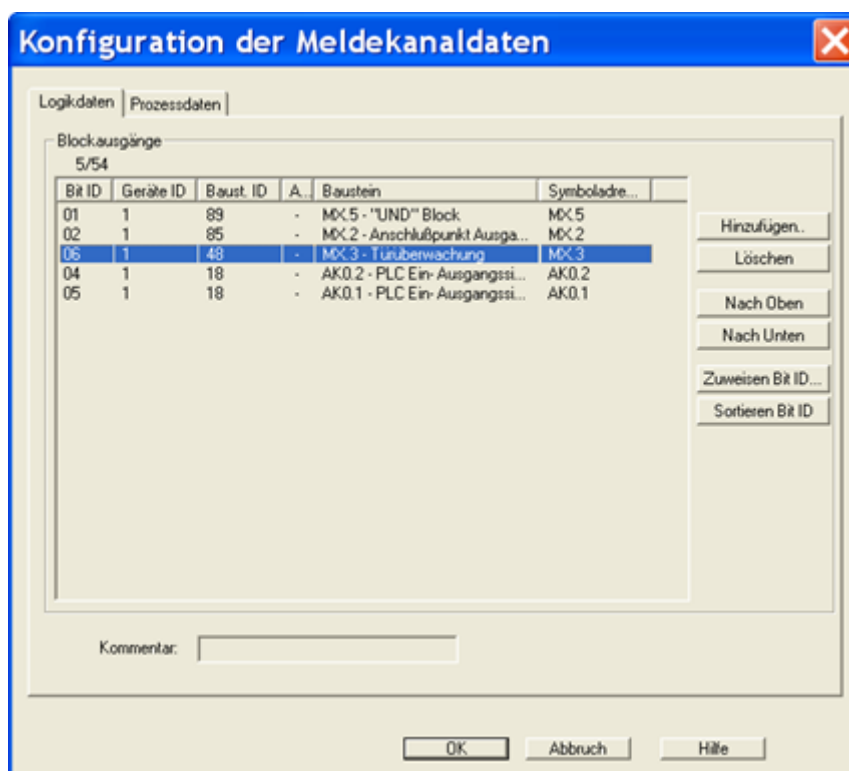 Konfiguration der Meldekanaldaten
Logikdaten Prozessdaten
Blockausgänge
5/54
Bit ID Geräte ID Baust. ID A... Baustein Symboladre...
01 1 89 - MX.5 - "UND" Block MX.5
02 1 85 - MX.2 - Anschlußpunkt Ausga... MX.2
06 1 48 - MX.3 - Türüberwachung MX.3
04 1 18 - AK0.2 - PLC Ein- Ausgangssi... AK0.2
05 1 18 - AK0.1 - PLC Ein- Ausgangssi... AK0.1
Hinzufügen..
Löschen
Nach Oben
Nach Unten
Zuweisen Bit ID...
Sortieren Bit ID
Kommentar:
OK Abbruch Hilfe